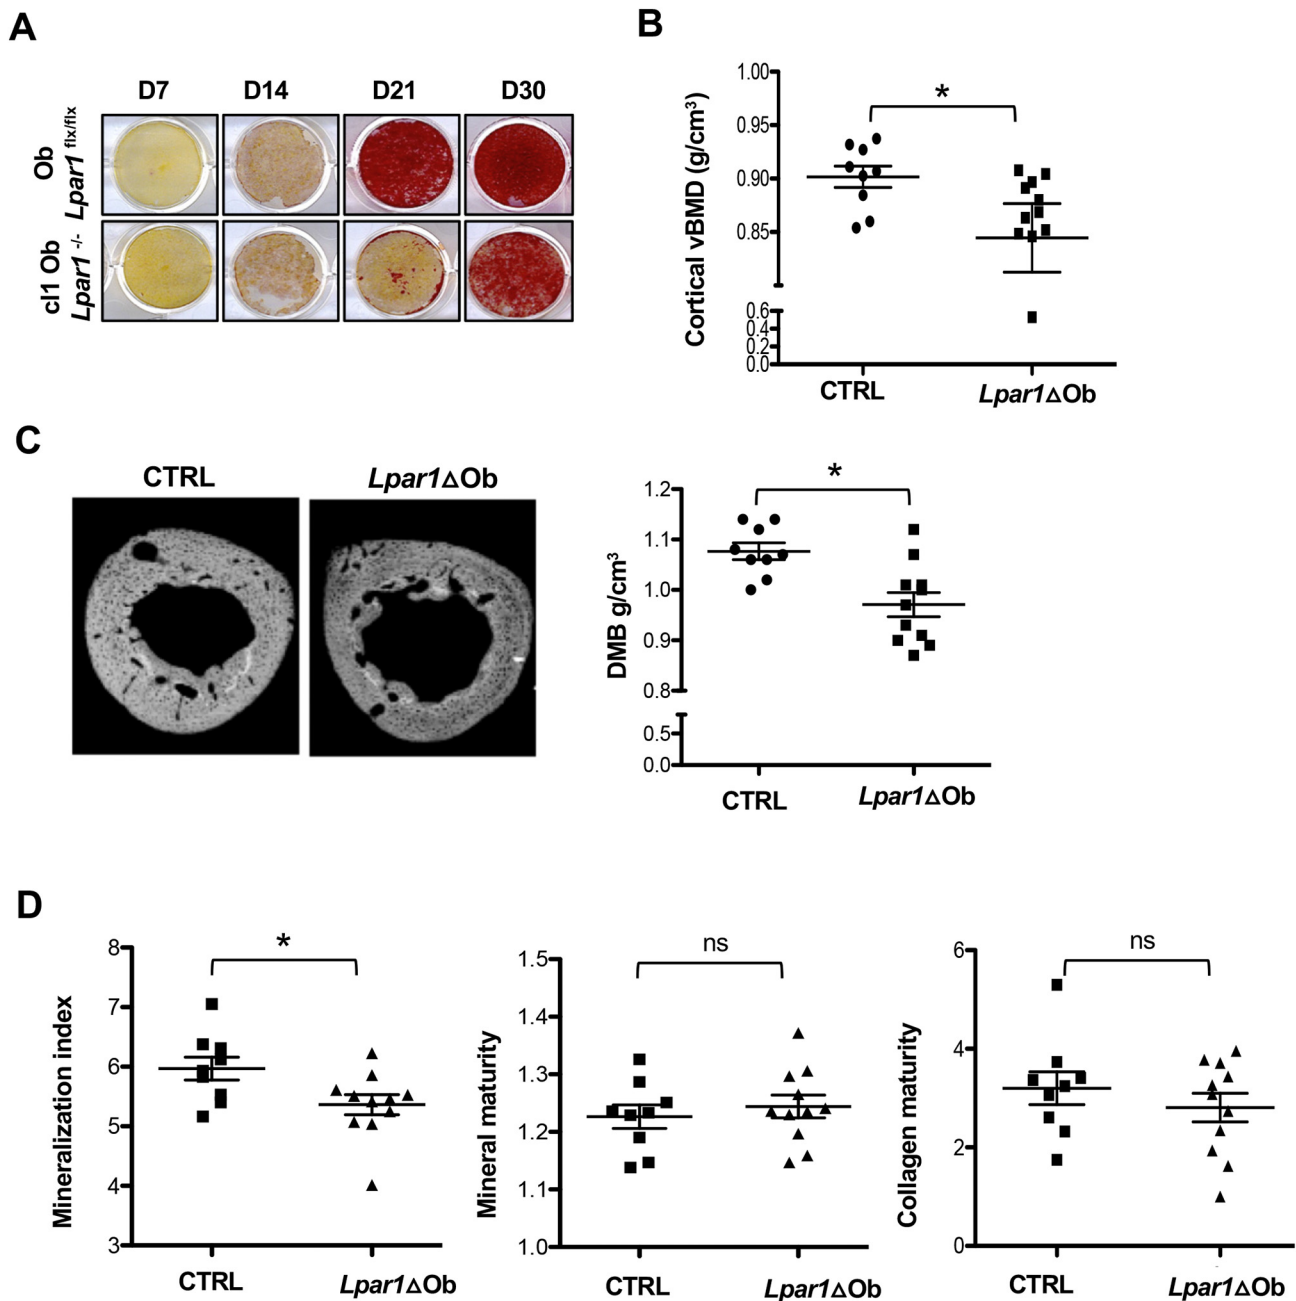 A
D7 D14 D21 D30
Ob
Lpar1 flx/flx
cl1 Ob
Lpar1 -/-
B
Cortical vBMD (g/cm3)
1.00
0.95
0.90
0.85
0.6
0.4
0.2
0.0
*
CTRL Lpar1△Ob
C
CTRL Lpar1△Ob
DMB g/cm3
1.2
1.1
1.0
0.9
0.8
0.5
0.0
*
CTRL Lpar1△Ob
D
Mineralization index
8
7
6
5
4
3
*
CTRL Lpar1△Ob
Mineral maturity
1.5
1.4
1.3
1.2
1.1
1.0
ns
CTRL Lpar1△Ob
Collagen maturity
6
4
2
0
ns
CTRL Lpar1△Ob